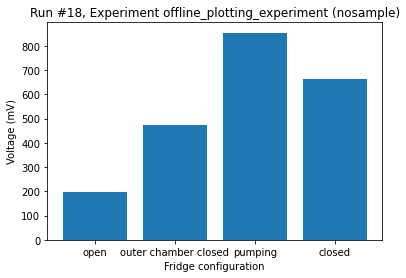 Run #18, Experiment offline_plotting_experiment (nosample)
800
700
600
500
400
300
200
100
0
Voltage (mV)
open outer chamber closed pumping closed
Fridge configuration